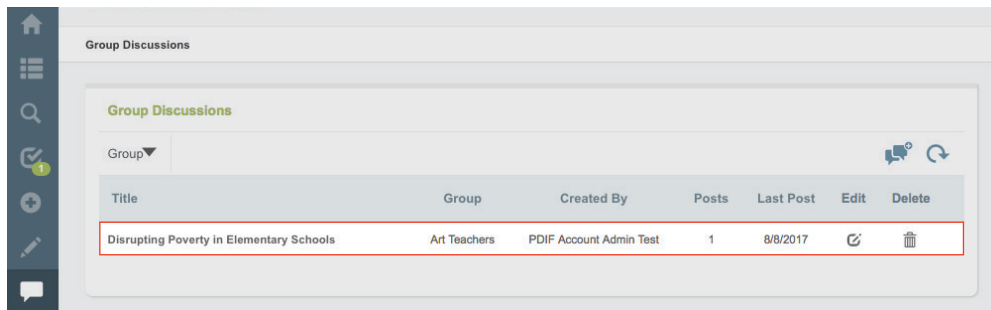 Group Discussions
Group Discussions
Group
Title Group Created By Posts Last Post Edit Delete
Disrupting Poverty in Elementary Schools Art Teachers PDIF Account Admin Test 1 8/8/2017
1